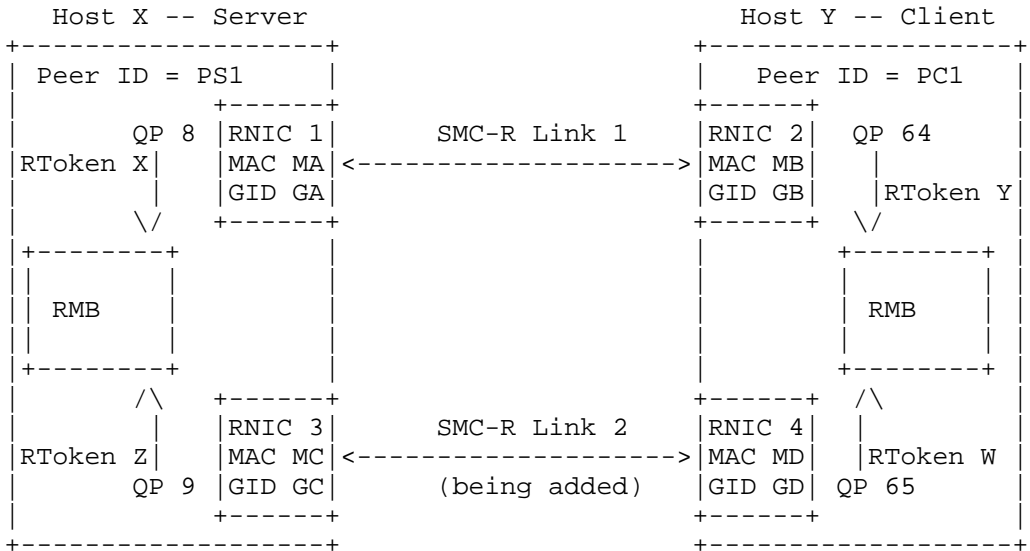 Host X -- Server Host Y -- Client
Peer ID = PS1 Peer ID = PC1
QP 8 RNIC 1 SMC-R Link 1 RNIC 2 QP 64
RToken X MAC MA MAC MB
GID GA GID GB RToken Y
RMB RMB
RNIC 3 SMC-R Link 2 RNIC 4
RToken Z MAC MC MAC MD RToken W
QP 9 GID GC (being added) GID GD QP 65